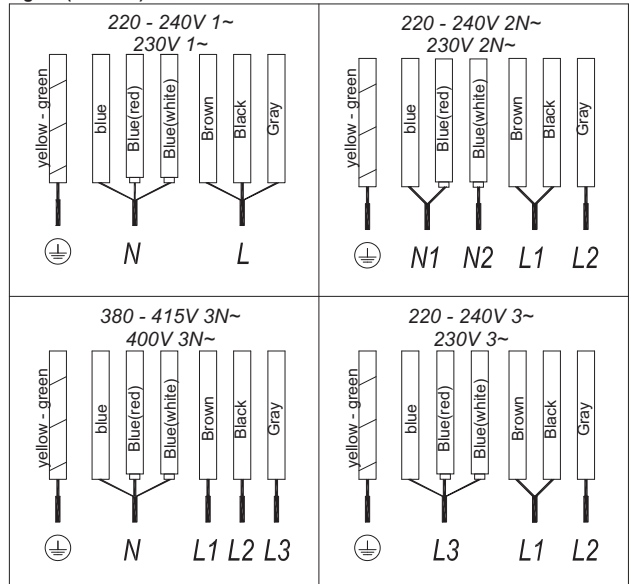 220 - 240V 1~
230V 1~
yellow - green
blue
Blue(red)
Blue(white)
Brown
Black
Gray
N
L
220 - 240V 2N~
230V 2N~
yellow - green
blue
Blue(red)
Blue(white)
Brown
Black
Gray
N1 N2 L1 L2
380 - 415V 3N~
400V 3N~
yellow - green
blue
Blue(red)
Blue(white)
Brown
Black
Gray
N L1 L2 L3
220 - 240V 3~
230V 3~
yellow - green
blue
Blue(red)
Blue(white)
Brown
Black
Gray
L3 L1 L2